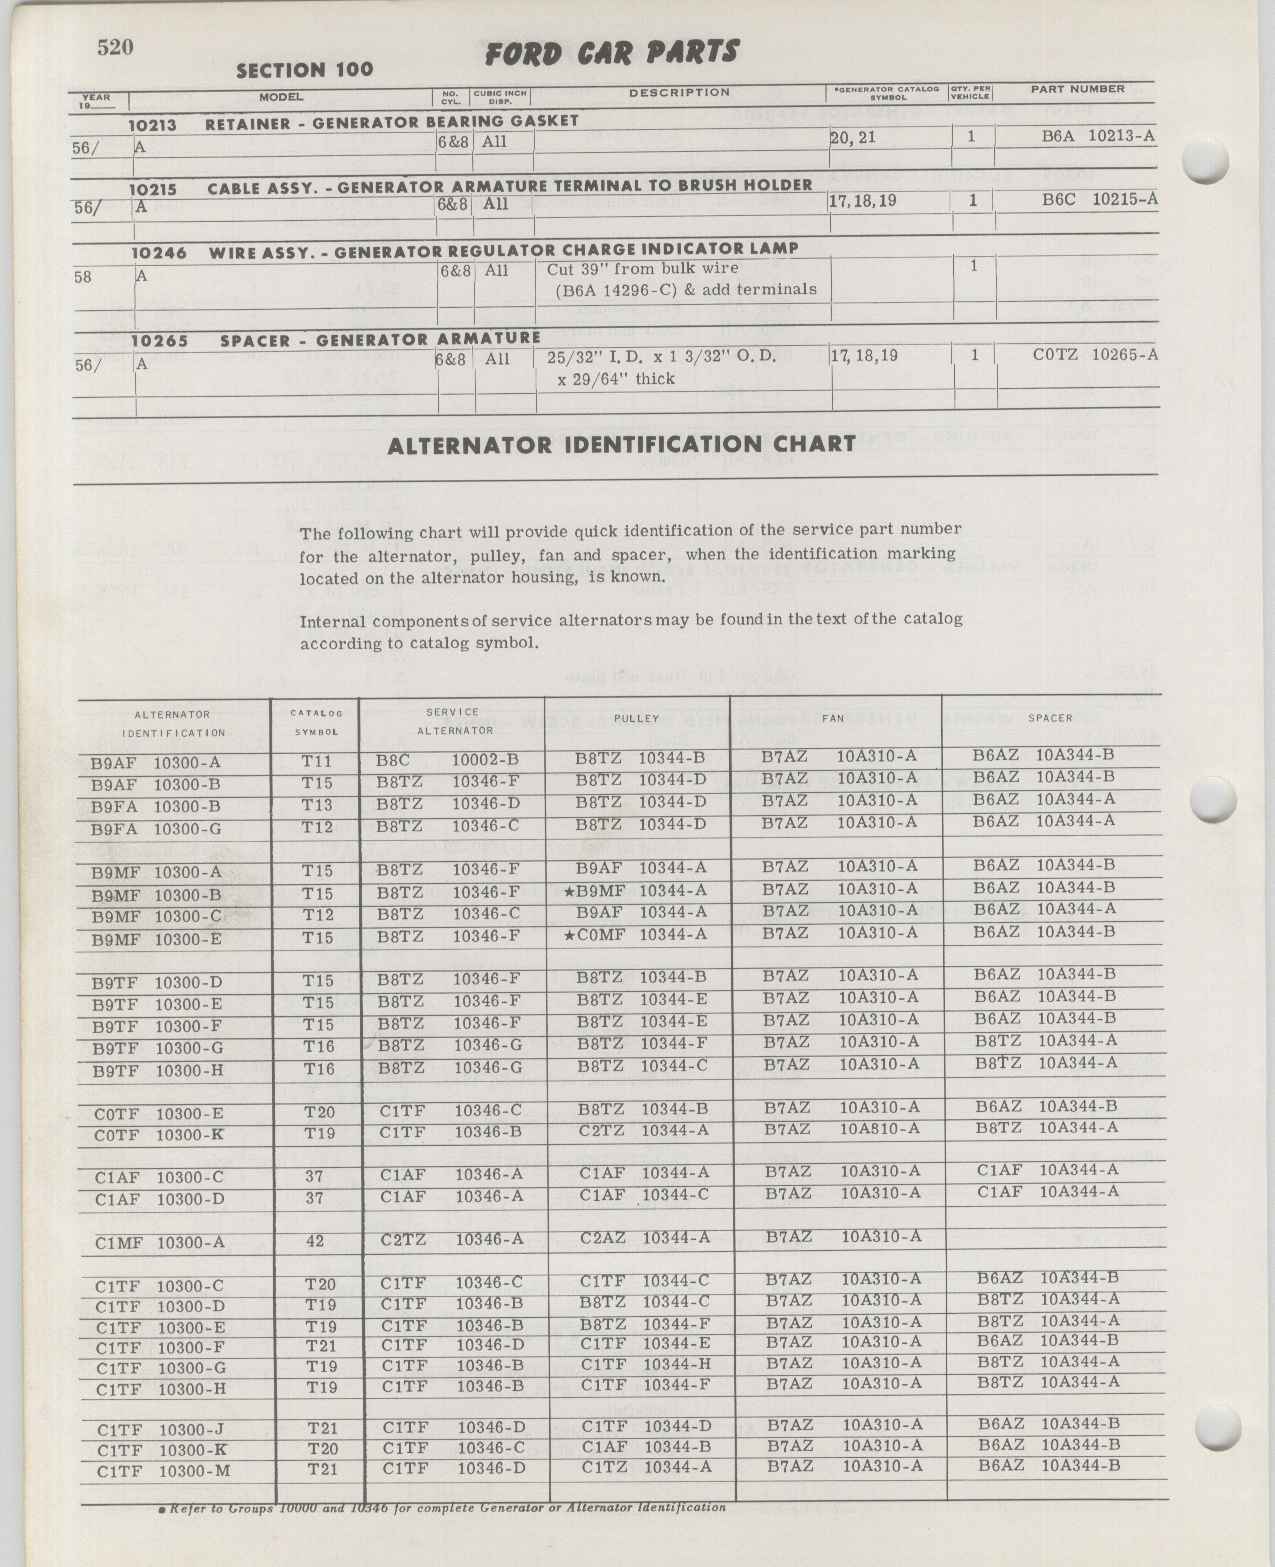 520
FORD CAR PARTS
SECTION 100
YEAR 19___ MODEL NO. CYL. CUBIC INCH DISP. DESCRIPTION *GENERATOR CATALOG SYMBOL QTY. PER VEHICLE PART NUMBER
10213 RETAINER - GENERATOR BEARING GASKET
56/ A 6&8 All 20, 21 1 B6A 10213-A
10215 CABLE ASSY. - GENERATOR ARMATURE TERMINAL TO BRUSH HOLDER
56/ A 6&8 All 17,18,19 1 B6C 10215-A
10246 WIRE ASSY. - GENERATOR REGULATOR CHARGE INDICATOR LAMP
58 A 6&8 All Cut 39" from bulk wire 1
(B6A 14296-C) & add terminals
10265 SPACER - GENERATOR ARMATURE
56/ A 6&8 All 25/32" I.D. x 1 3/32" O.D. 17,18,19 1 C0TZ 10265-A
x 29/64" thick
ALTERNATOR IDENTIFICATION CHART
The following chart will provide quick identification of the service part number
for the alternator, pulley, fan and spacer, when the identification marking
located on the alternator housing, is known.
Internal components of service alternators may be found in the text of the catalog
according to catalog symbol.
ALTERNATOR IDENTIFICATION CATALOG SYMBOL SERVICE ALTERNATOR PULLEY FAN SPACER
B9AF 10300-A T11 B8C 10002-B B8TZ 10344-B B7AZ 10A310-A B6AZ 10A344-B
B9AF 10300-B T15 B8TZ 10346-F B8TZ 10344-D B7AZ 10A310-A B6AZ 10A344-B
B9FA 10300-B T13 B8TZ 10346-D B8TZ 10344-D B7AZ 10A310-A B6AZ 10A344-A
B9FA 10300-G T12 B8TZ 10346-C B8TZ 10344-D B7AZ 10A310-A B6AZ 10A344-A
B9MF 10300-A T15 B8TZ 10346-F B9AF 10344-A B7AZ 10A310-A B6AZ 10A344-B
B9MF 10300-B T15 B8TZ 10346-F ★B9MF 10344-A B7AZ 10A310-A B6AZ 10A344-B
B9MF 10300-C T12 B8TZ 10346-C B9AF 10344-A B7AZ 10A310-A B6AZ 10A344-A
B9MF 10300-E T15 B8TZ 10346-F ★C0MF 10344-A B7AZ 10A310-A B6AZ 10A344-B
B9TF 10300-D T15 B8TZ 10346-F B8TZ 10344-B B7AZ 10A310-A B6AZ 10A344-B
B9TF 10300-E T15 B8TZ 10346-F B8TZ 10344-E B7AZ 10A310-A B6AZ 10A344-B
B9TF 10300-F T15 B8TZ 10346-F B8TZ 10344-E B7AZ 10A310-A B6AZ 10A344-B
B9TF 10300-G T16 B8TZ 10346-G B8TZ 10344-F B7AZ 10A310-A B8TZ 10A344-A
B9TF 10300-H T16 B8TZ 10346-G B8TZ 10344-C B7AZ 10A310-A B8TZ 10A344-A
C0TF 10300-E T20 C1TF 10346-C B8TZ 10344-B B7AZ 10A310-A B6AZ 10A344-B
C0TF 10300-K T19 C1TF 10346-B C2TZ 10344-A B7AZ 10A810-A B8TZ 10A344-A
C1AF 10300-C 37 C1AF 10346-A C1AF 10344-A B7AZ 10A310-A C1AF 10A344-A
C1AF 10300-D 37 C1AF 10346-A C1AF 10344-C B7AZ 10A310-A C1AF 10A344-A
C1MF 10300-A 42 C2TZ 10346-A C2AZ 10344-A B7AZ 10A310-A
C1TF 10300-C T20 C1TF 10346-C C1TF 10344-C B7AZ 10A310-A B6AZ 10A344-B
C1TF 10300-D T19 C1TF 10346-B B8TZ 10344-C B7AZ 10A310-A B8TZ 10A344-A
C1TF 10300-E T19 C1TF 10346-B B8TZ 10344-F B7AZ 10A310-A B8TZ 10A344-A
C1TF 10300-F T21 C1TF 10346-D C1TF 10344-E B7AZ 10A310-A B6AZ 10A344-B
C1TF 10300-G T19 C1TF 10346-B C1TF 10344-H B7AZ 10A310-A B8TZ 10A344-A
C1TF 10300-H T19 C1TF 10346-B C1TF 10344-F B7AZ 10A310-A B8TZ 10A344-A
C1TF 10300-J T21 C1TF 10346-D C1TF 10344-D B7AZ 10A310-A B6AZ 10A344-B
C1TF 10300-K T20 C1TF 10346-C C1AF 10344-B B7AZ 10A310-A B6AZ 10A344-B
C1TF 10300-M T21 C1TF 10346-D C1TZ 10344-A B7AZ 10A310-A B6AZ 10A344-B
● Refer to Groups 10000 and 10346 for complete Generator or Alternator Identification